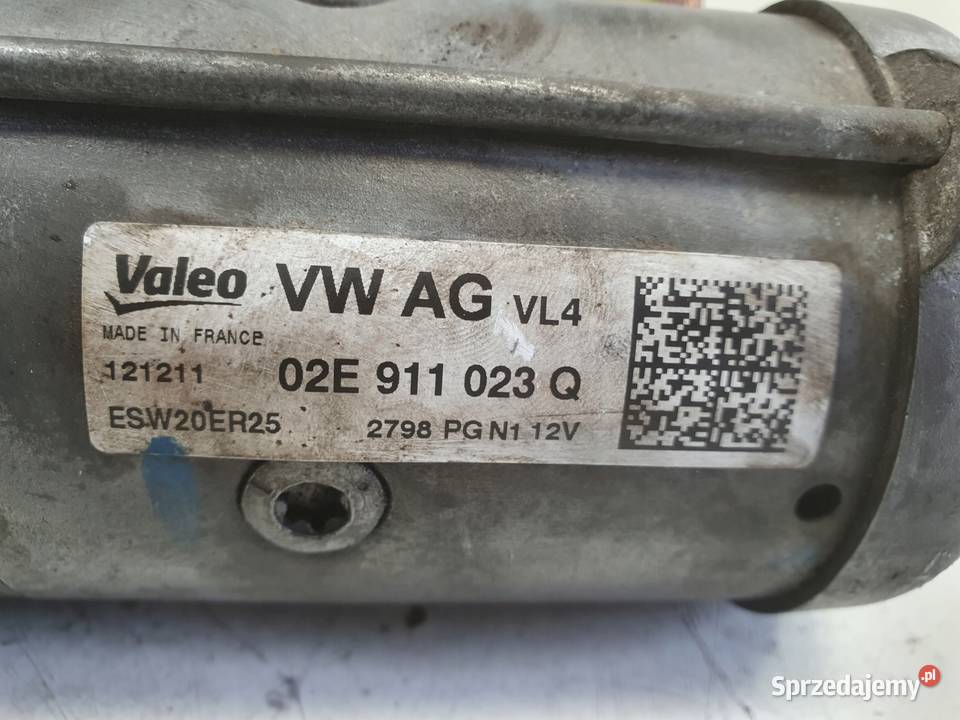 Valeo VW AG VL4
MADE IN FRANCE
121211 02E 911 023 Q
ESW20ER25 2798 PG N1 12V
Sprzedajemy.pl